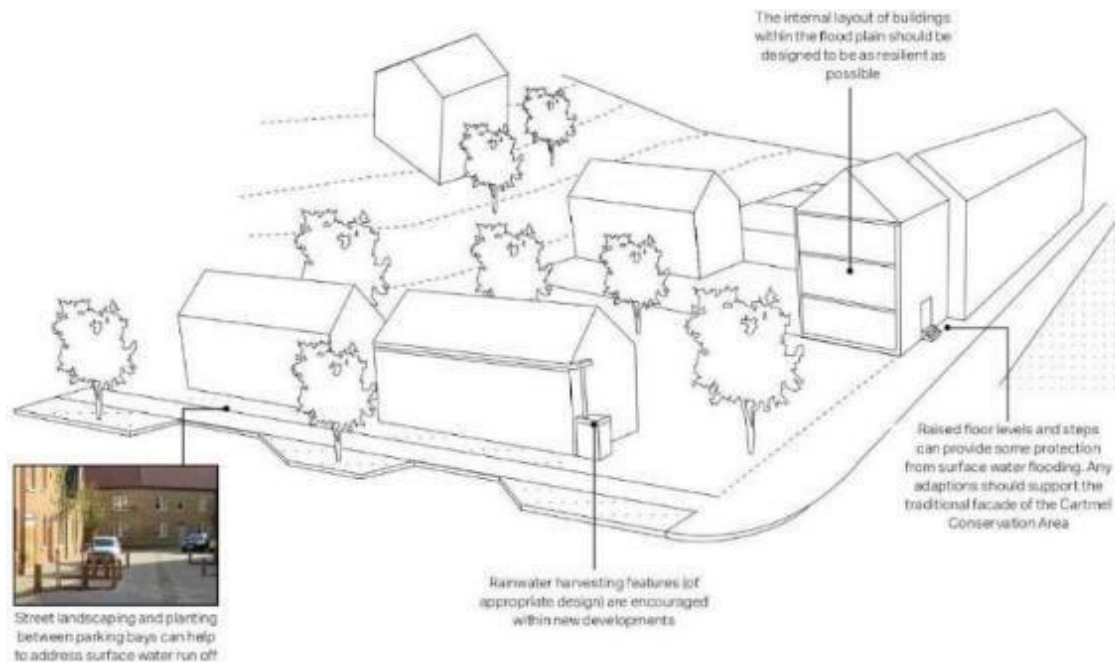 The internal layout of buildings
within the flood plain should be
designed to be as resilient as
possible
Raised floor levels and steps
can provide some protection
from surface water flooding. Any
adaptions should support the
traditional facade of the Cartmel
Conservation Area
Rainwater harvesting features (of
appropriate design) are encouraged
within new developments
Street landscaping and planting
between parking bays can help
to address surface water run off